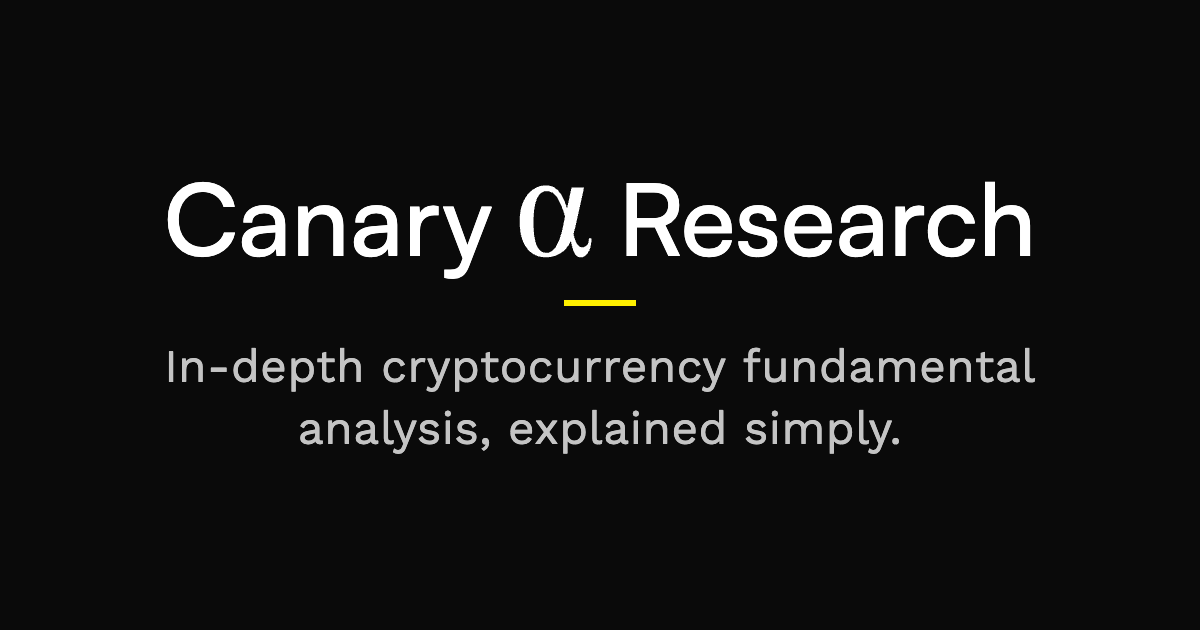 Canary α Research
In-depth cryptocurrency fundamental
analysis, explained simply.